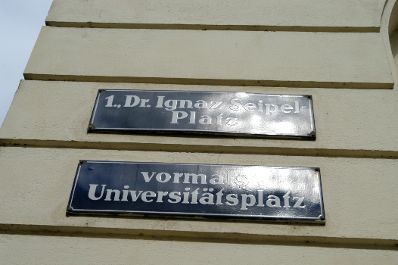 1., Dr. Ignaz Seipel-
Platz
vormals
Universitätsplatz